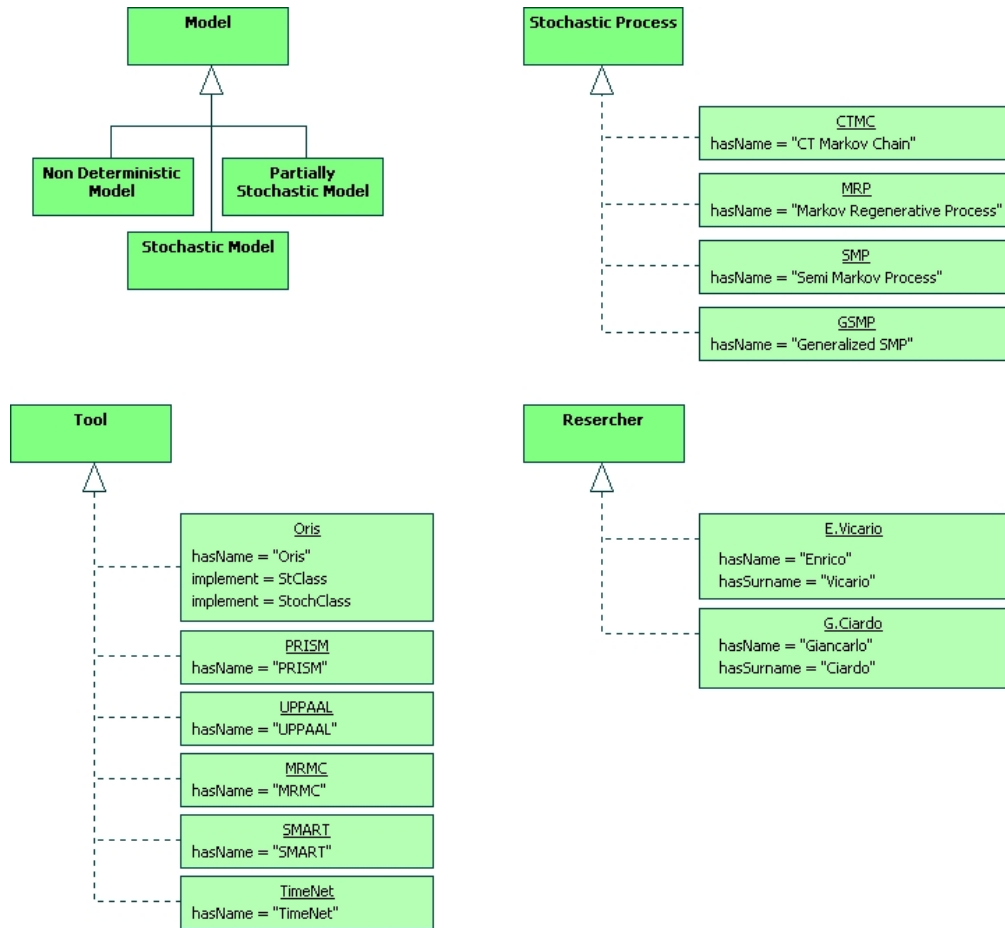 Model
Non Deterministic
Model
Partially
Stochastic Model
Stochastic Model
Stochastic Process
CTMC
hasName = "CT Markov Chain"
MRP
hasName = "Markov Regenerative Process"
SMP
hasName = "Semi Markov Process"
GSMP
hasName = "Generalized SMP"
Tool
Oris
hasName = "Oris"
implement = StClass
implement = StochClass
PRISM
hasName = "PRISM"
UPPAAL
hasName = "UPPAAL"
MRMC
hasName = "MRMC"
SMART
hasName = "SMART"
TimeNet
hasName = "TimeNet"
Resercher
E.Vicario
hasName = "Enrico"
hasSurname = "Vicario"
G.Ciardo
hasName = "Giancarlo"
hasSurname = "Ciardo"